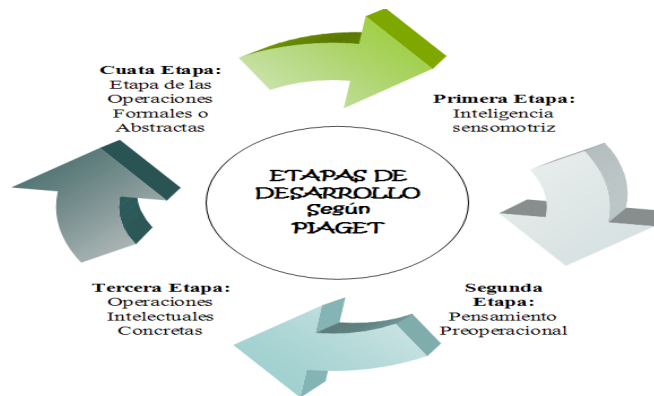 ETAPAS DE
DESARROLLO
Según
PIAGET
Primera Etapa:
Inteligencia
sensomotriz
Segunda
Etapa:
Pensamiento
Preoperacional
Tercera Etapa:
Operaciones
Intelectuales
Concretas
Cuata Etapa:
Etapa de las
Operaciones
Formales o
Abstractas